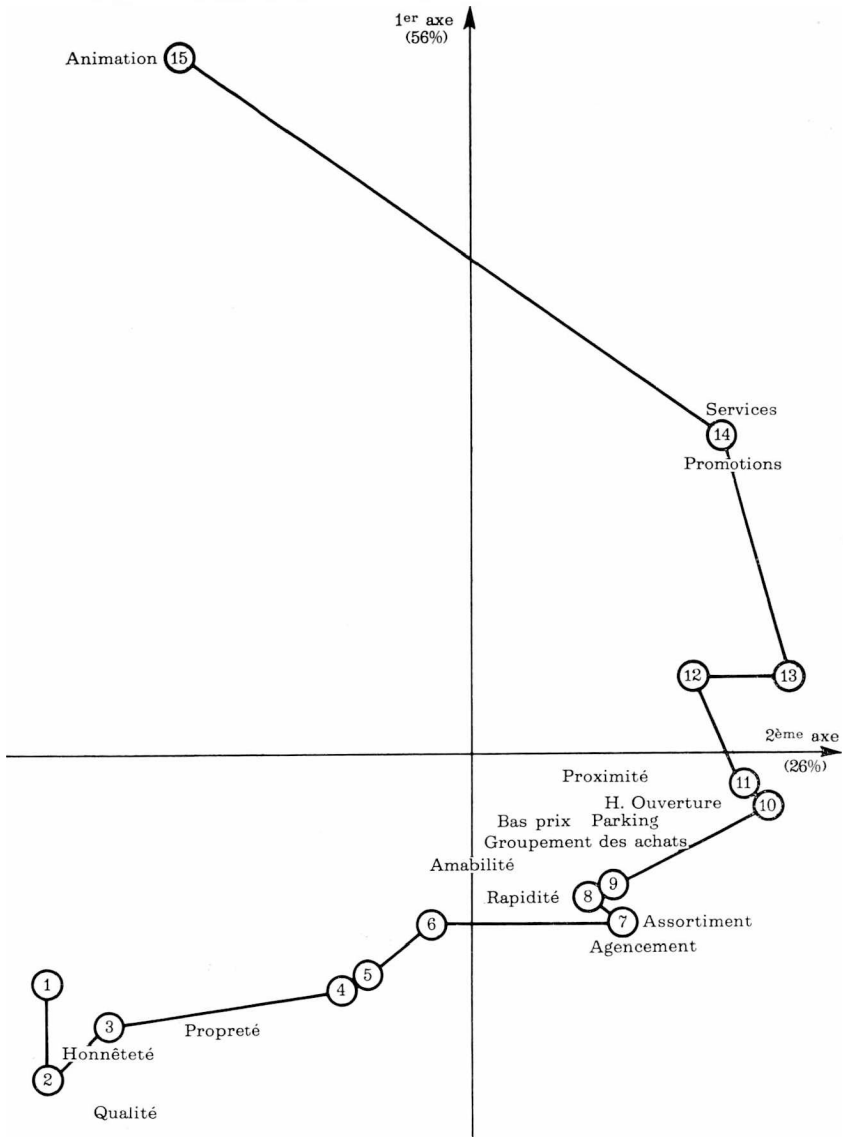 1er axe
(56%)
Animation 15
Services
14
Promotions
12 13
2ème axe
(26%)
Proximité 11
H. Ouverture 10
Bas prix Parking
Groupement des achats
Amabilité
9
Rapidité 8
6 7 Assortiment
Agencement
5
1 4
3 Propreté
Honnêteté
2
Qualité